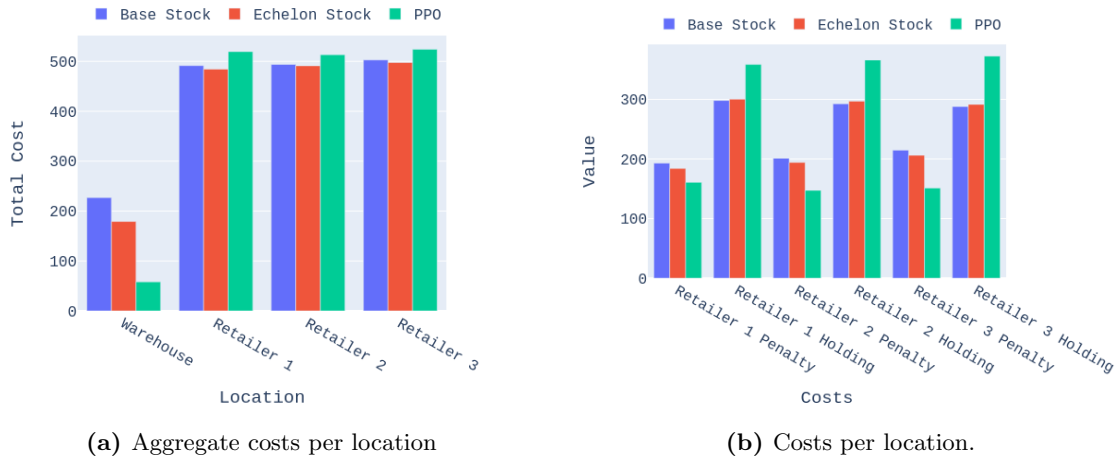 Base Stock Echelon Stock PPO
Total Cost
500
400
300
200
100
0
Warehouse
Retailer 1
Retailer 2
Retailer 3
Location
(a) Aggregate costs per location
Base Stock Echelon Stock PPO
Value
300
200
100
0
Retailer 1 Penalty
Retailer 1 Holding
Retailer 2 Penalty
Retailer 2 Holding
Retailer 3 Penalty
Retailer 3 Holding
Costs
(b) Costs per location.